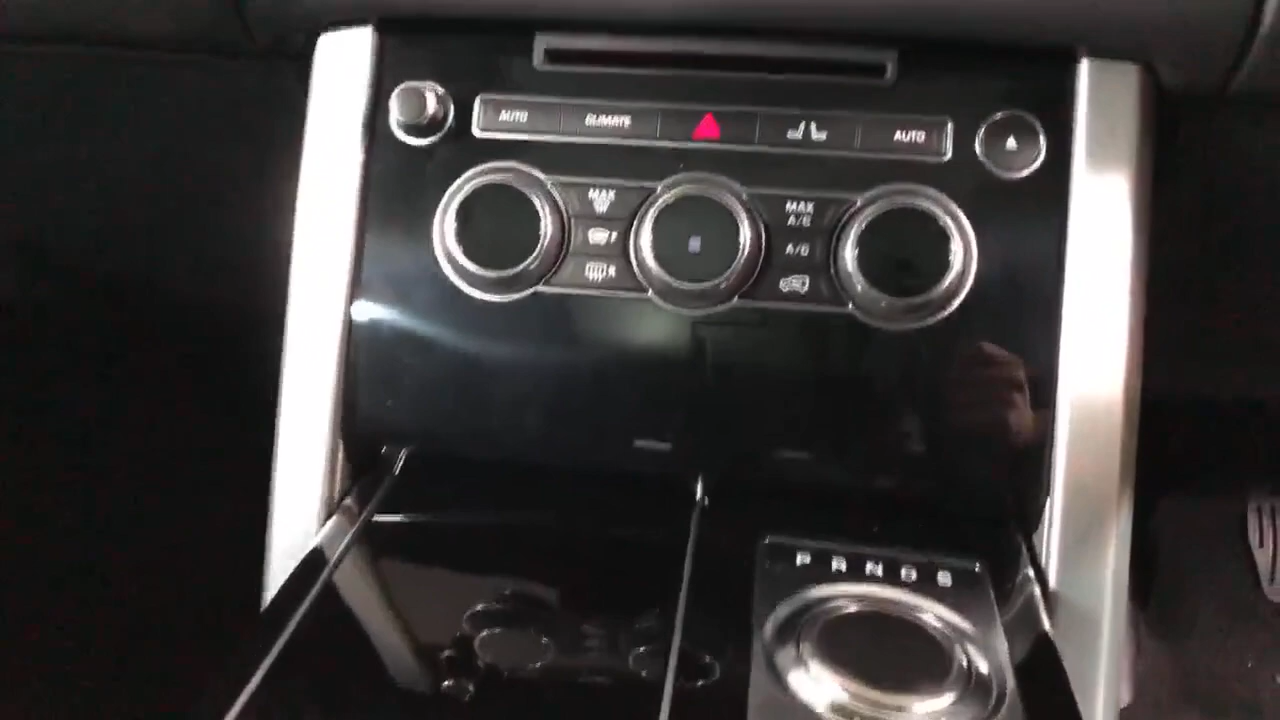 AUTO CLIMATE AUTO
MAX MAX
A/C
F A/C
R
P R N D S